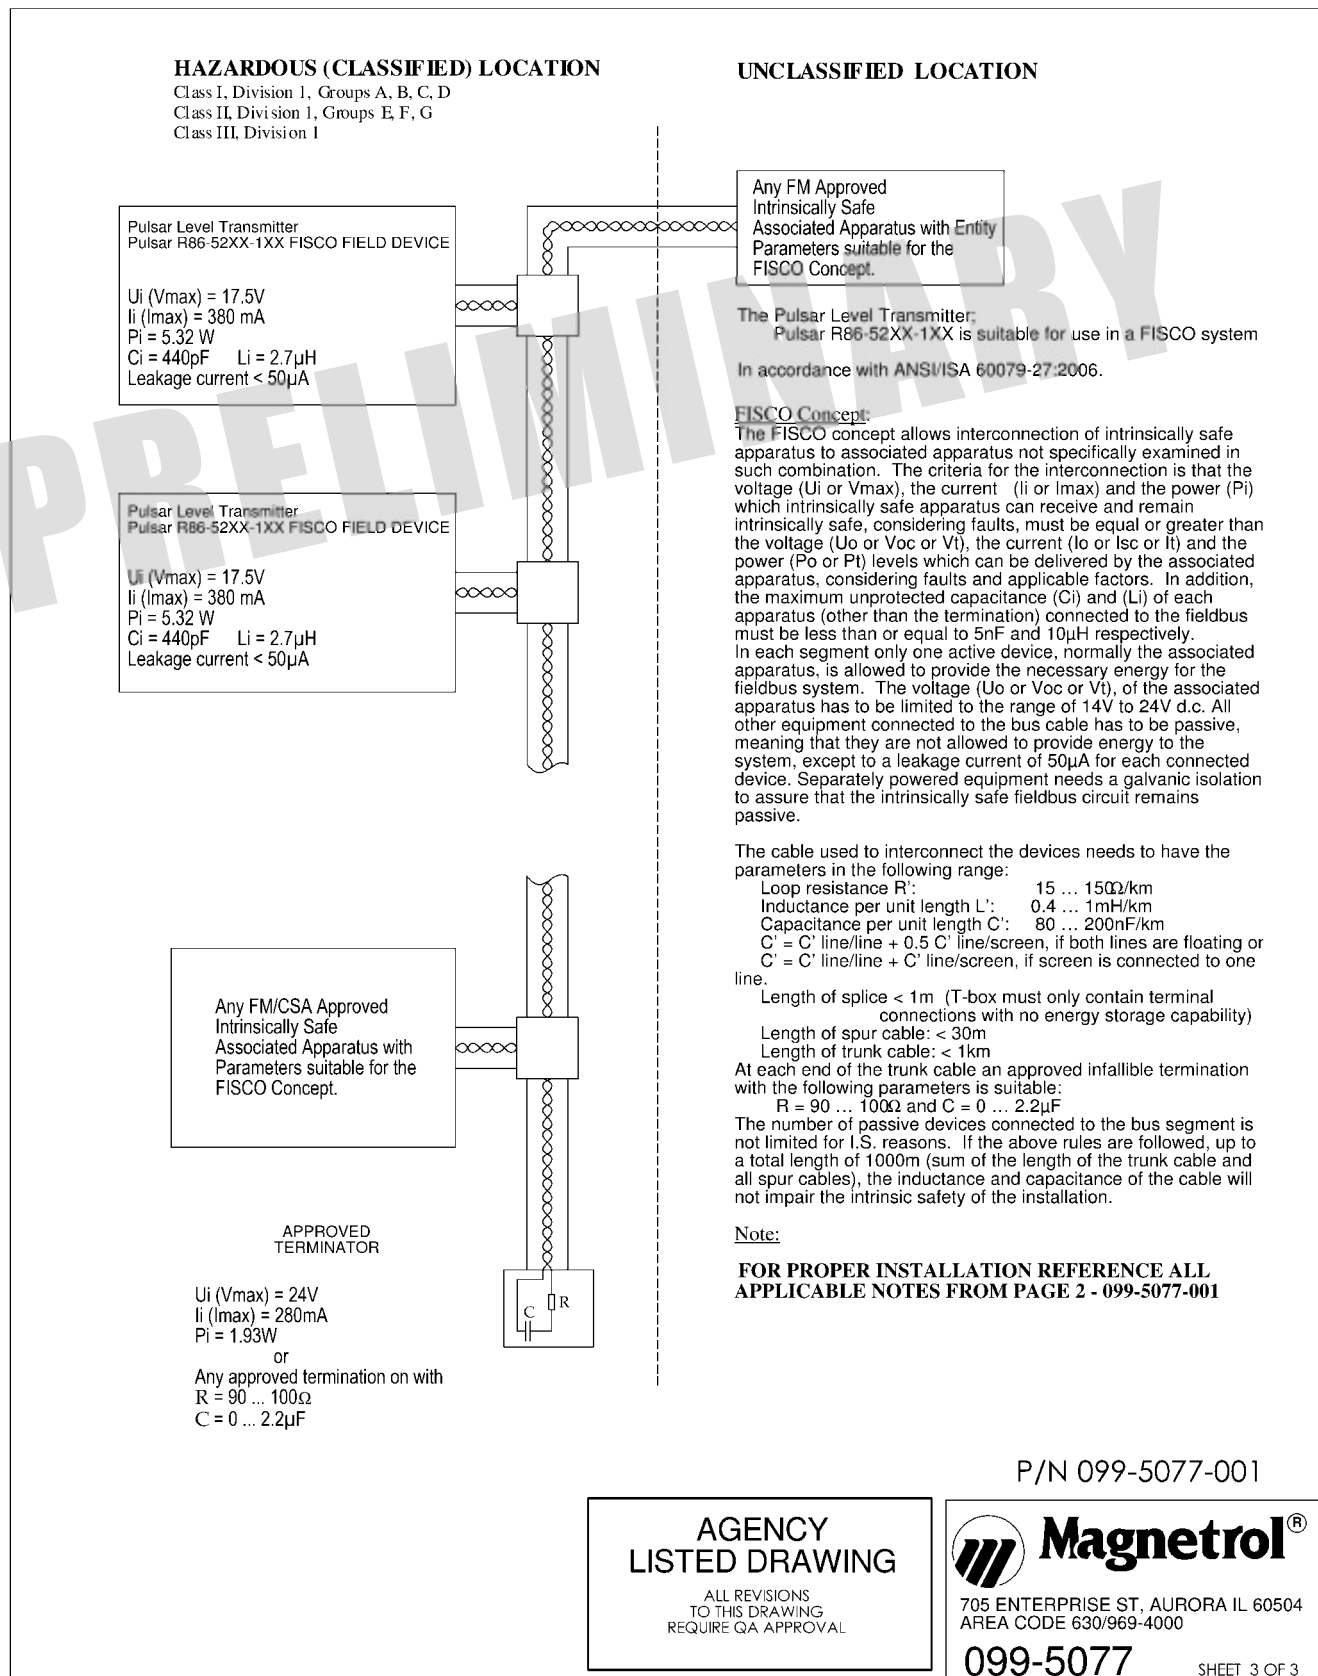 HAZARDOUS (CLASSIFIED) LOCATION
Class I, Division 1, Groups A, B, C, D
Class II, Division 1, Groups E, F, G
Class III, Division 1
UNCLASSIFIED LOCATION
Pulsar Level Transmitter
Pulsar R86-52XX-1XX FISCO FIELD DEVICE
Ui (Vmax) = 17.5V
Ii (Imax) = 380 mA
Pi = 5.32 W
Ci = 440pF Li = 2.7µH
Leakage current < 50µA
Pulsar Level Transmitter
Pulsar R86-52XX-1XX FISCO FIELD DEVICE
Ui (Vmax) = 17.5V
Ii (Imax) = 380 mA
Pi = 5.32 W
Ci = 440pF Li = 2.7µH
Leakage current < 50µA
Any FM/CSA Approved
Intrinsically Safe
Associated Apparatus with
Parameters suitable for the
FISCO Concept.
APPROVED
TERMINATOR
Ui (Vmax) = 24V
Ii (Imax) = 280mA
Pi = 1.93W
or
Any approved termination on with
R = 90 ... 100Ω
C = 0 ... 2.2µF
C
R
Any FM Approved
Intrinsically Safe
Associated Apparatus with Entity
Parameters suitable for the
FISCO Concept.
The Pulsar Level Transmitter;
Pulsar R86-52XX-1XX is suitable for use in a FISCO system
In accordance with ANSI/ISA 60079-27:2006.
FISCO Concept:
The FISCO concept allows interconnection of intrinsically safe
apparatus to associated apparatus not specifically examined in
such combination. The criteria for the interconnection is that the
voltage (Ui or Vmax), the current (Ii or Imax) and the power (Pi)
which intrinsically safe apparatus can receive and remain
intrinsically safe, considering faults, must be equal or greater than
the voltage (Uo or Voc or Vt), the current (Io or Isc or It) and the
power (Po or Pt) levels which can be delivered by the associated
apparatus, considering faults and applicable factors. In addition,
the maximum unprotected capacitance (Ci) and (Li) of each
apparatus (other than the termination) connected to the fieldbus
must be less than or equal to 5nF and 10µH respectively.
In each segment only one active device, normally the associated
apparatus, is allowed to provide the necessary energy for the
fieldbus system. The voltage (Uo or Voc or Vt), of the associated
apparatus has to be limited to the range of 14V to 24V d.c. All
other equipment connected to the bus cable has to be passive,
meaning that they are not allowed to provide energy to the
system, except to a leakage current of 50µA for each connected
device. Separately powered equipment needs a galvanic isolation
to assure that the intrinsically safe fieldbus circuit remains
passive.
The cable used to interconnect the devices needs to have the
parameters in the following range:
Loop resistance R': 15 ... 150Ω/km
Inductance per unit length L': 0.4 ... 1mH/km
Capacitance per unit length C': 80 ... 200nF/km
C' = C' line/line + 0.5 C' line/screen, if both lines are floating or
C' = C' line/line + C' line/screen, if screen is connected to one
line.
Length of splice < 1m (T-box must only contain terminal
connections with no energy storage capability)
Length of spur cable: < 30m
Length of trunk cable: < 1km
At each end of the trunk cable an approved infallible termination
with the following parameters is suitable:
R = 90 ... 100Ω and C = 0 ... 2.2µF
The number of passive devices connected to the bus segment is
not limited for I.S. reasons. If the above rules are followed, up to
a total length of 1000m (sum of the length of the trunk cable and
all spur cables), the inductance and capacitance of the cable will
not impair the intrinsic safety of the installation.
Note:
FOR PROPER INSTALLATION REFERENCE ALL
APPLICABLE NOTES FROM PAGE 2 - 099-5077-001
PRELIMINARY
P/N 099-5077-001
AGENCY
LISTED DRAWING
ALL REVISIONS
TO THIS DRAWING
REQUIRE QA APPROVAL
Magnetrol®
705 ENTERPRISE ST, AURORA IL 60504
AREA CODE 630/969-4000
099-5077
SHEET 3 OF 3